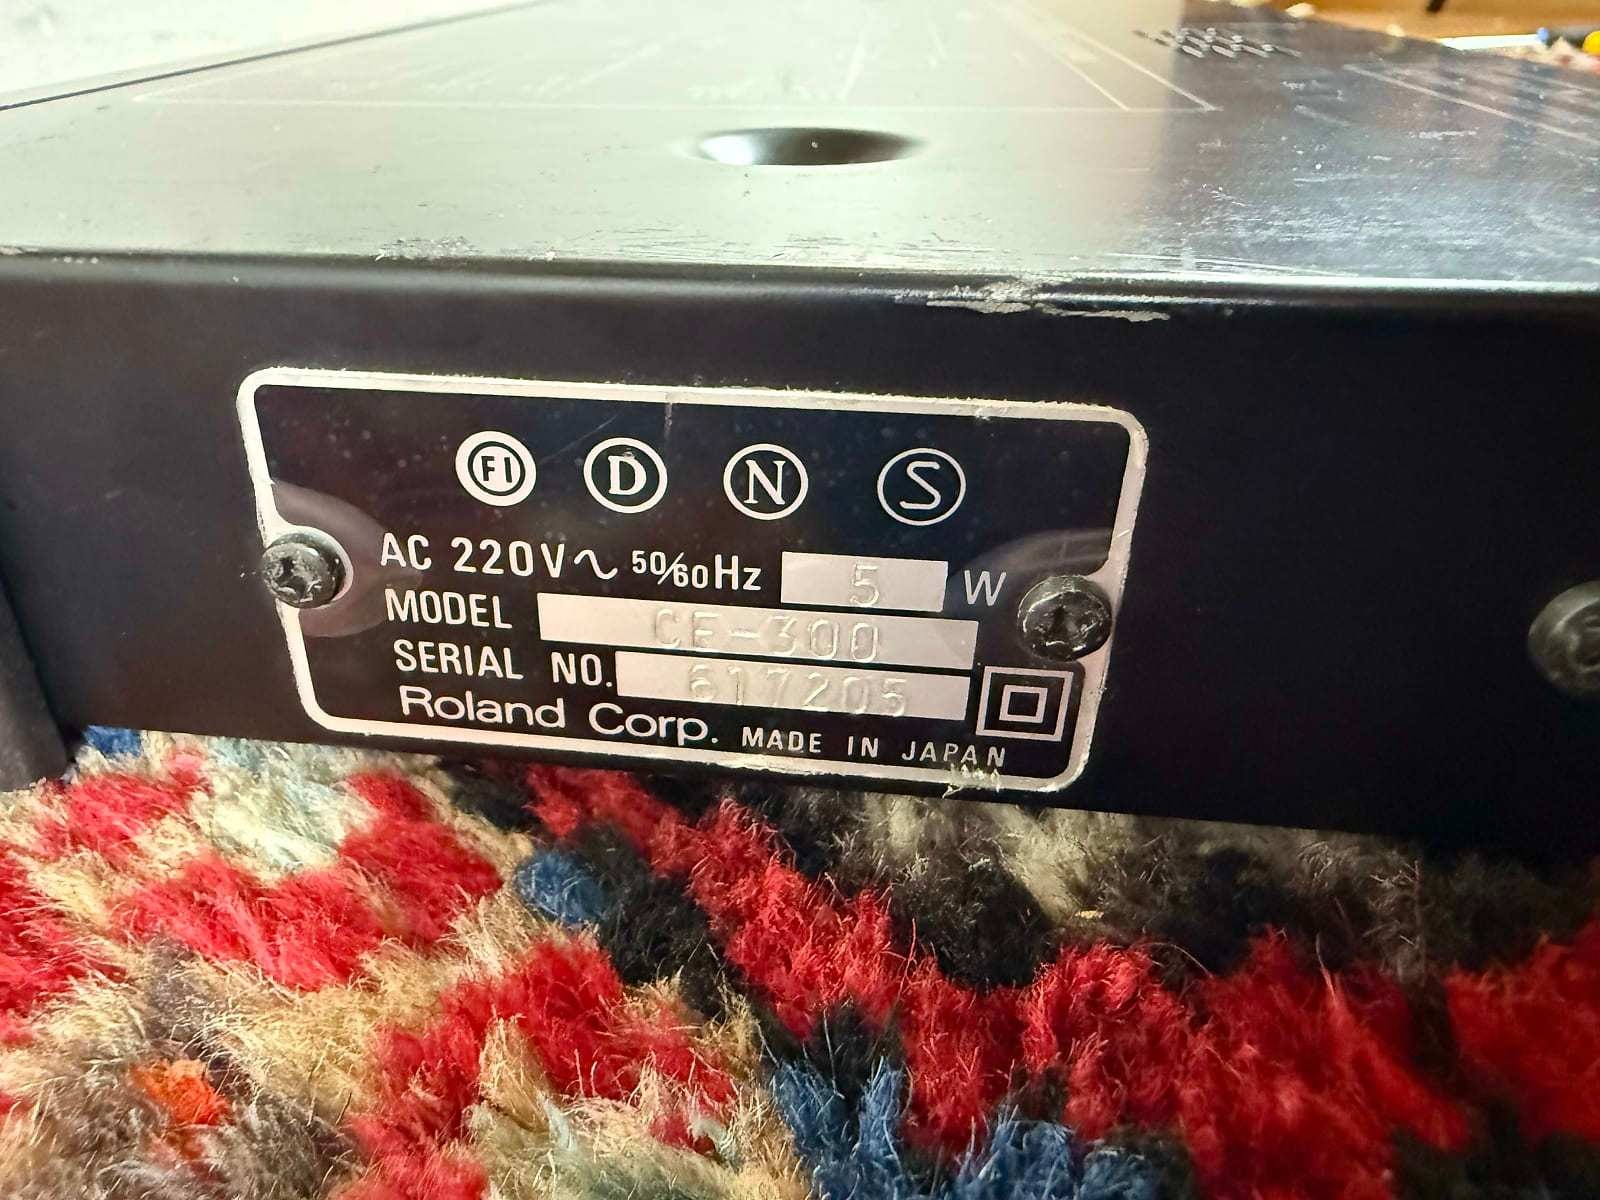 FI D N S
AC 220V~ 50/60Hz 5 W
MODEL CE-300
SERIAL NO. 617205
Roland Corp. MADE IN JAPAN